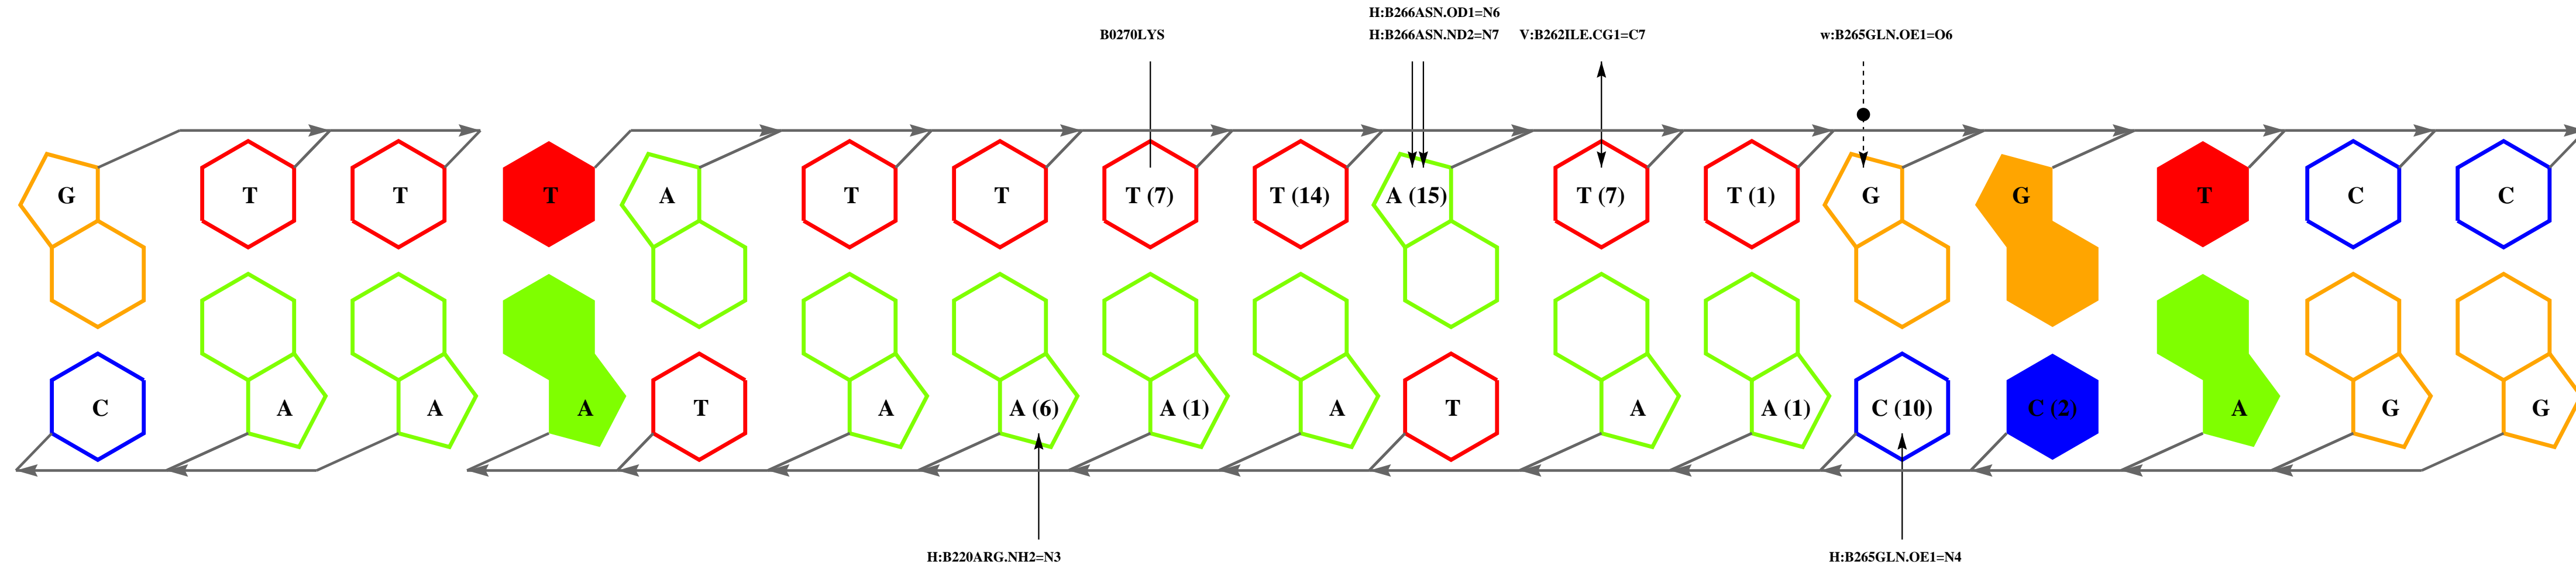 H:B266ASN.OD1=N6
B0270LYS H:B266ASN.ND2=N7 V:B262ILE.CG1=C7 w:B265GLN.OE1=O6
G T T T A T T T (7) T (14) A (15) T (7) T (1) G G T C C
C A A A T A A (6) A (1) A T A A (1) C (10) C (2) A G G
H:B220ARG.NH2=N3 H:B265GLN.OE1=N4